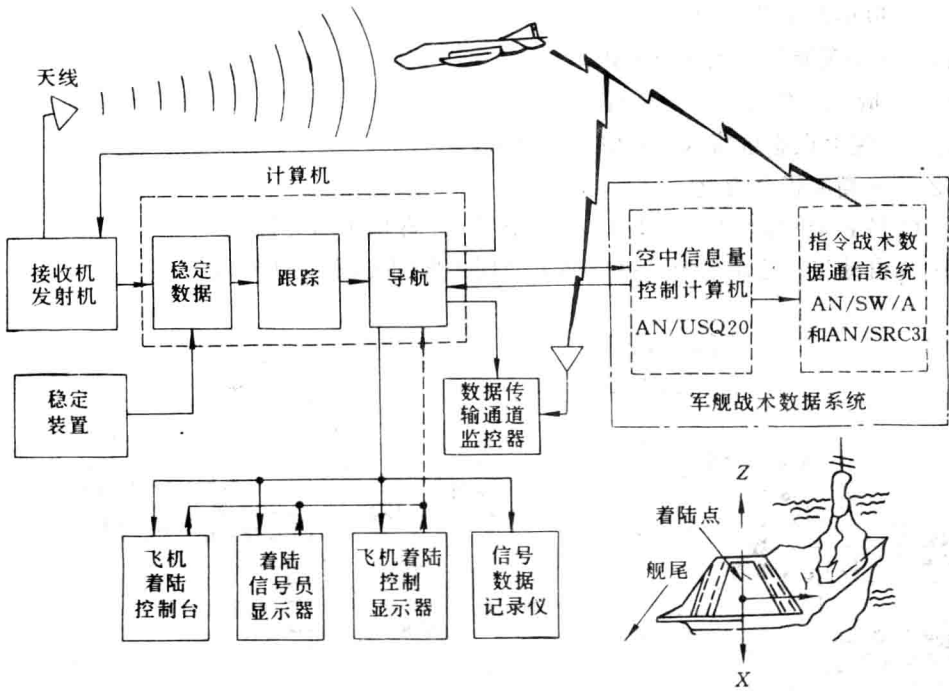 天线
计算机
接收机
发射机
稳定
数据
跟踪
导航
空中信息量
控制计算机
AN/USQ20
指令战术数
据通信系统
AN/SW/A
和AN/SRC31
军舰战术数据系统
稳定
装置
数据传
输通道
监控器
飞机
着陆
控制台
着陆
信号员
显示器
飞机着陆
控制
显示器
信号
数据
记录仪
Z
着陆点
舰尾
Y
X